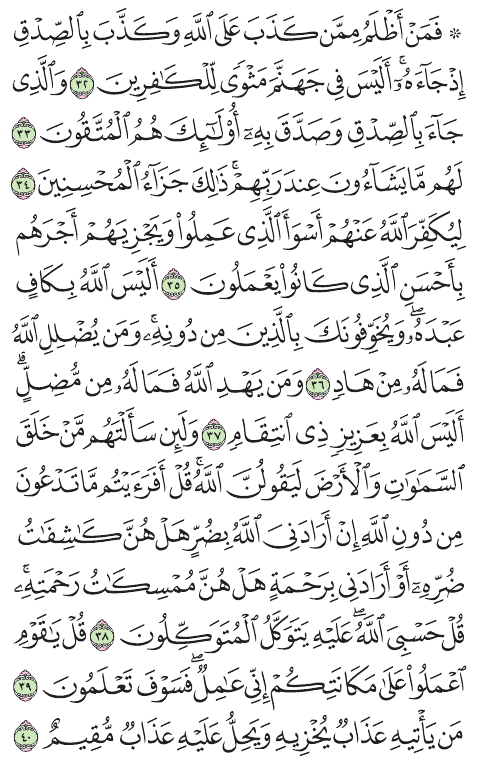 ۞ فَمَنْ أَظْلَمُ مِمَّن كَذَبَ عَلَى ٱللَّهِ وَكَذَّبَ بِٱلصِّدْقِ
إِذْ جَآءَهُۥٓ ۚ أَلَيْسَ فِى جَهَنَّمَ مَثْوًى لِّلْكَٰفِرِينَ ٣٢ وَٱلَّذِى
جَآءَ بِٱلصِّدْقِ وَصَدَّقَ بِهِۦٓ ۙ أُو۟لَٰٓئِكَ هُمُ ٱلْمُتَّقُونَ ٣٣
لَهُم مَّا يَشَآءُونَ عِندَ رَبِّهِمْ ۚ ذَٰلِكَ جَزَآءُ ٱلْمُحْسِنِينَ ٣٤
لِيُكَفِّرَ ٱللَّهُ عَنْهُمْ أَسْوَأَ ٱلَّذِى عَمِلُوا۟ وَيَجْزِيَهُمْ أَجْرَهُم
بِأَحْسَنِ ٱلَّذِى كَانُوا۟ يَعْمَلُونَ ٣٥ أَلَيْسَ ٱللَّهُ بِكَافٍ
عَبْدَهُۥ ۖ وَيُخَوِّفُونَكَ بِٱلَّذِينَ مِن دُونِهِۦ ۚ وَمَن يُضْلِلِ ٱللَّهُ
فَمَا لَهُۥ مِنْ هَادٍ ٣٦ وَمَن يَهْدِ ٱللَّهُ فَمَا لَهُۥ مِن مُّضِلٍّ ۗ
أَلَيْسَ ٱللَّهُ بِعَزِيزٍ ذِى ٱنتِقَامٍ ٣٧ وَلَئِن سَأَلْتَهُم مَّنْ خَلَقَ
ٱلسَّمَٰوَٰتِ وَٱلْأَرْضَ لَيَقُولُنَّ ٱللَّهُ ۚ قُلْ أَفَرَءَيْتُم مَّا تَدْعُونَ
مِن دُونِ ٱللَّهِ إِنْ أَرَادَنِىَ ٱللَّهُ بِضُرٍّ هَلْ هُنَّ كَٰشِفَٰتُ
ضُرِّهِۦٓ أَوْ أَرَادَنِى بِرَحْمَةٍ هَلْ هُنَّ مُمْسِكَٰتُ رَحْمَتِهِۦ ۚ
قُلْ حَسْبِىَ ٱللَّهُ ۖ عَلَيْهِ يَتَوَكَّلُ ٱلْمُتَوَكِّلُونَ ٣٨ قُلْ يَٰقَوْمِ
ٱعْمَلُوا۟ عَلَىٰ مَكَانَتِكُمْ إِنِّى عَٰمِلٌ ۖ فَسَوْفَ تَعْلَمُونَ ٣٩
مَن يَأْتِيهِ عَذَابٌ يُخْزِيهِ وَيَحِلُّ عَلَيْهِ عَذَابٌ مُّقِيمٌ ٤٠